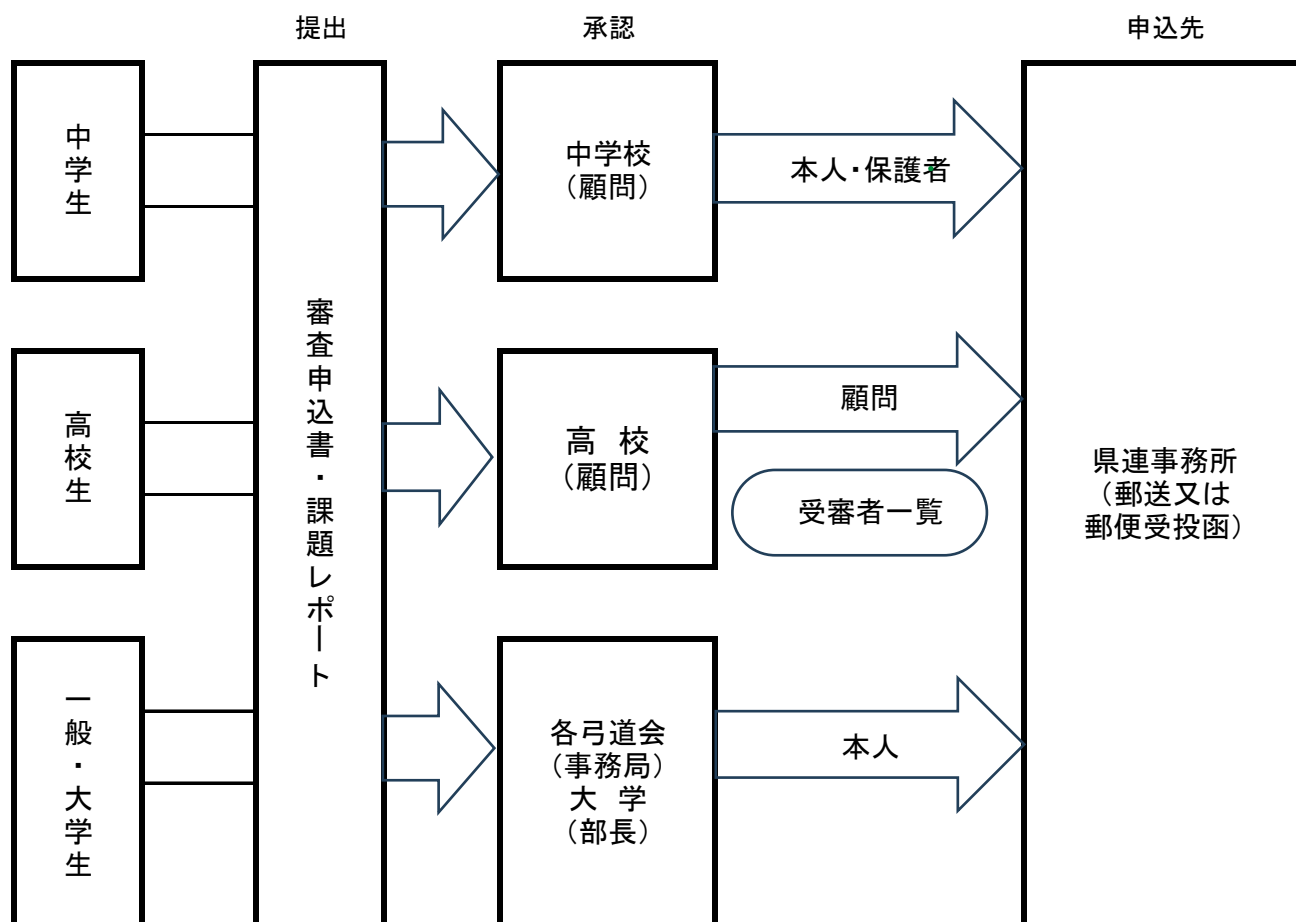 提出
承認
申込先
中学生
審査申込書・課題レポート
中学校
（顧問）
本人・保護者
高校生
高 校
（顧問）
顧問
受審者一覧
県連事務所
（郵送又は
郵便受投函）
一般・大学生
各弓道会
（事務局）
大 学
（部長）
本人